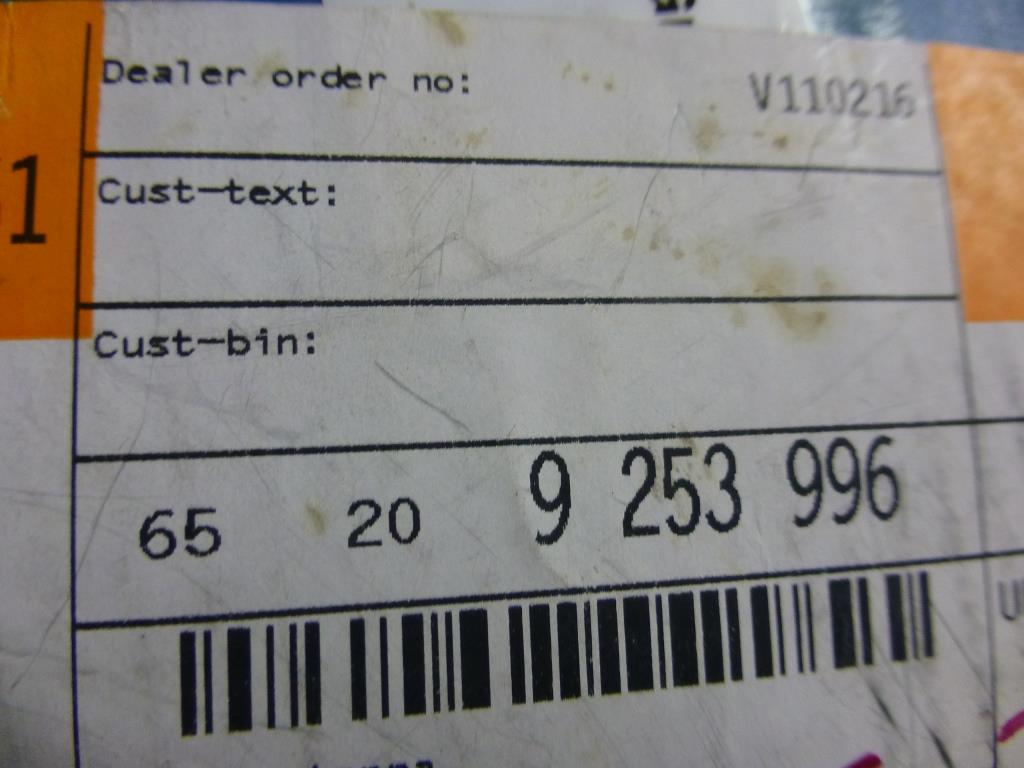 Dealer order no: V110216
Cust-text:
Cust-bin:
65 20 9 253 996